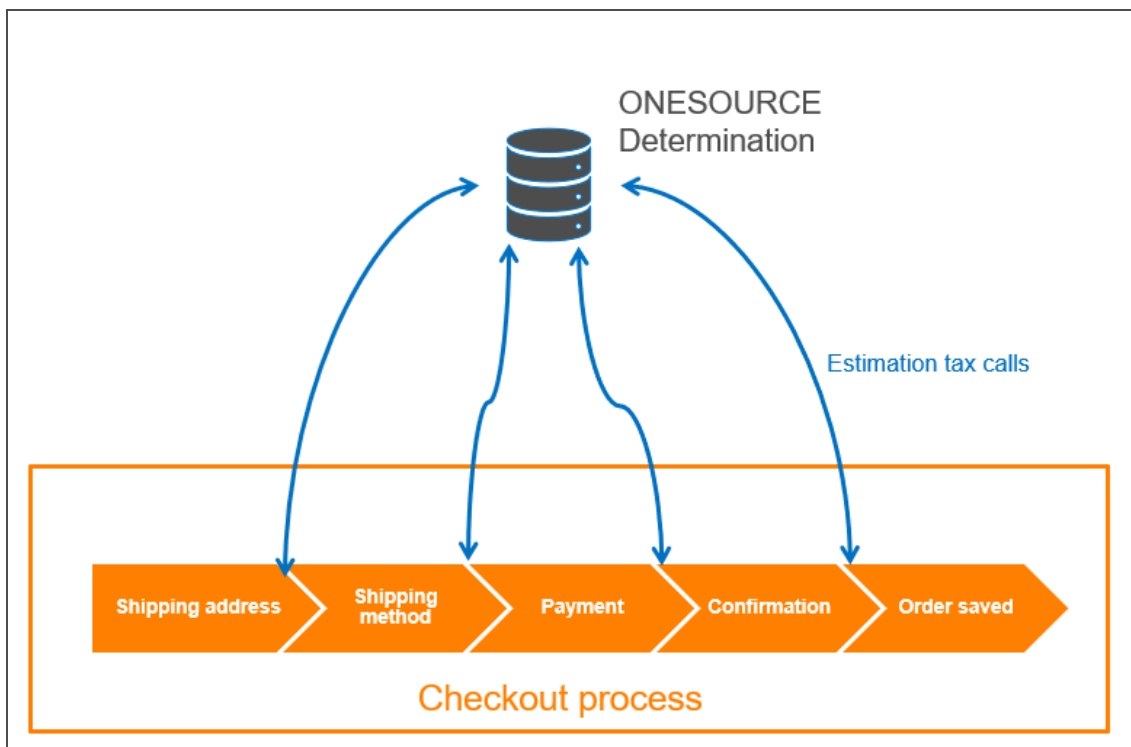 ONESOURCE
Determination
Estimation tax calls
Shipping address
Shipping
method
Payment
Confirmation
Order saved
Checkout process